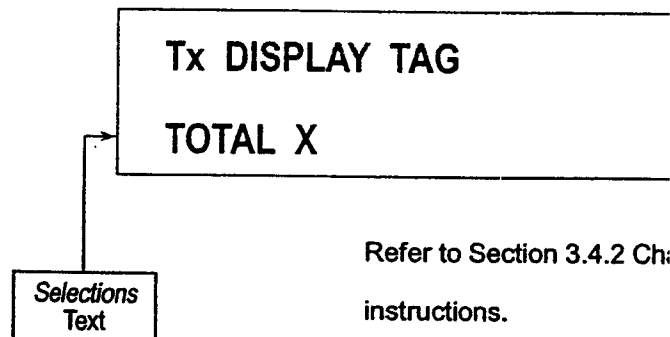 Tx DISPLAY TAG
TOTAL X
Refer to Section 3.4.2
instructions.
Selections
Text